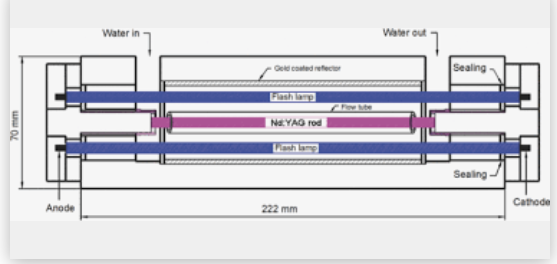 Water in
Water out
Gold coated reflector
Sealing
Flash lamp
Flow tube
Nd:YAG rod
70 mm
Flash lamp
Sealing
Anode
Cathode
222 mm